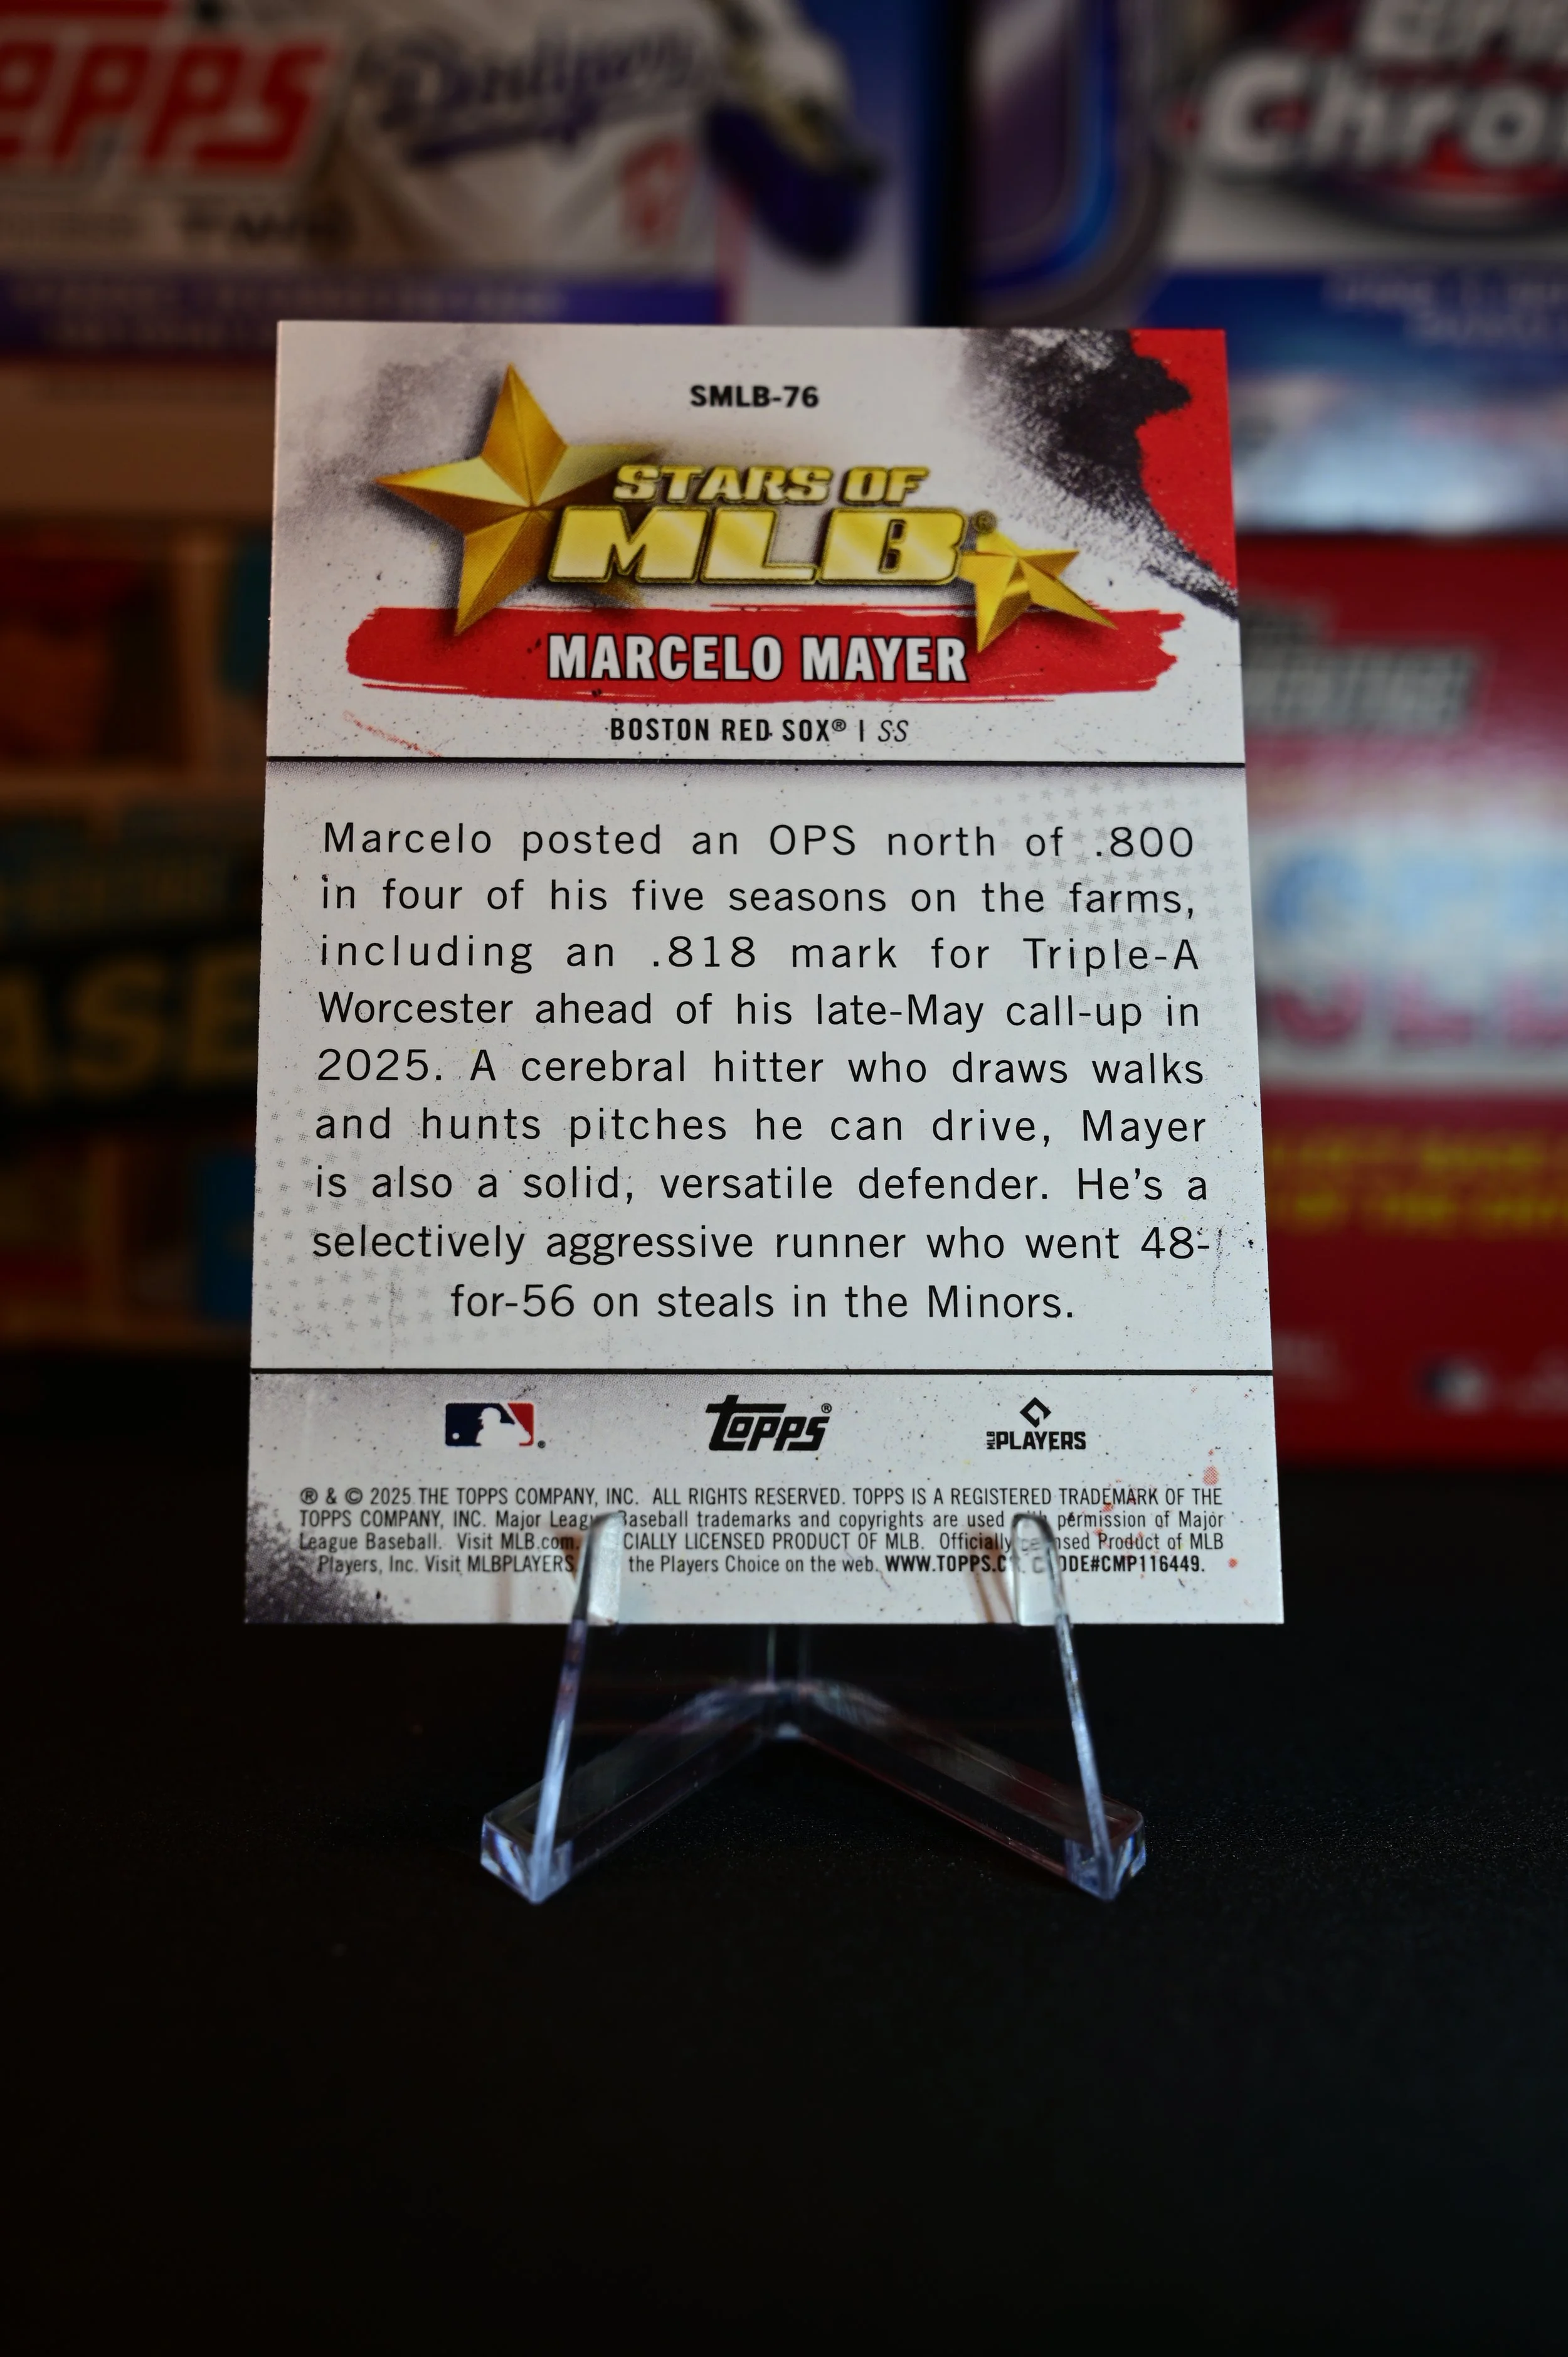 Dodgers
SMLB-76
STARS OF
MLB®
MARCELO MAYER
BOSTON RED SOX® | SS
Marcelo posted an OPS north of .800
in four of his five seasons on the farms,
including an .818 mark for Triple-A
Worcester ahead of his late-May call-up in
2025. A cerebral hitter who draws walks
and hunts pitches he can drive, Mayer
is also a solid, versatile defender. He's a
selectively aggressive runner who went 48-
for-56 on steals in the Minors.
Topps®
MLB PLAYERS
® & © 2025 THE TOPPS COMPANY, INC. ALL RIGHTS RESERVED. TOPPS IS A REGISTERED TRADEMARK OF THE
TOPPS COMPANY, INC. Major Baseball trademarks and copyrights are used permission of Major
League Baseball. Visit MLB.com. LICENSED PRODUCT OF MLB. Officially Product of MLB
Players, Inc. Visit MLBPLAYERS the Players Choice on the web. WWW.TOPPS.C ODE#CMP116449.